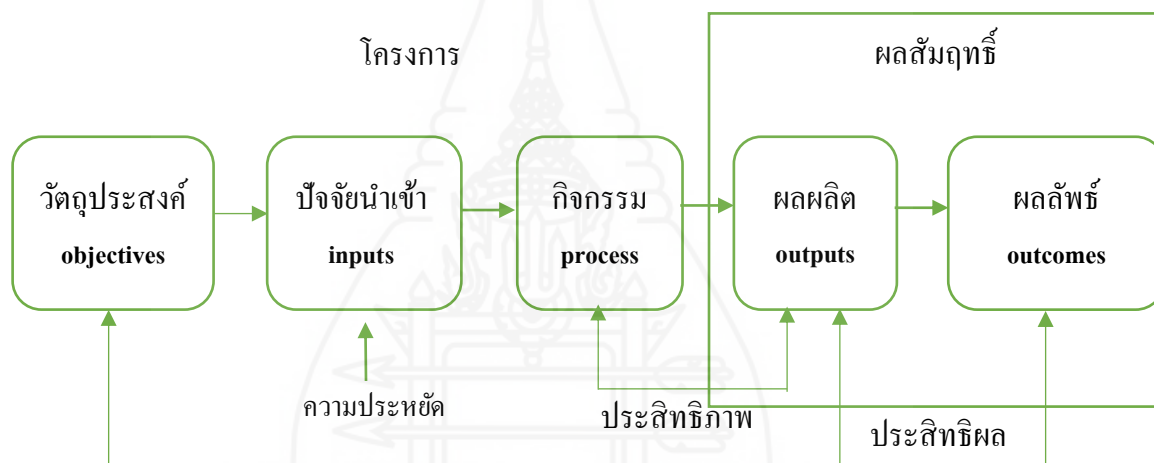 โครงการ
ผลสัมฤทธิ์
วัตถุประสงค์
objectives
ปัจจัยนำเข้า
inputs
กิจกรรม
process
ผลผลิต
outputs
ผลลัพธ์
outcomes
ความประหยัด
ประสิทธิภาพ
ประสิทธิผล